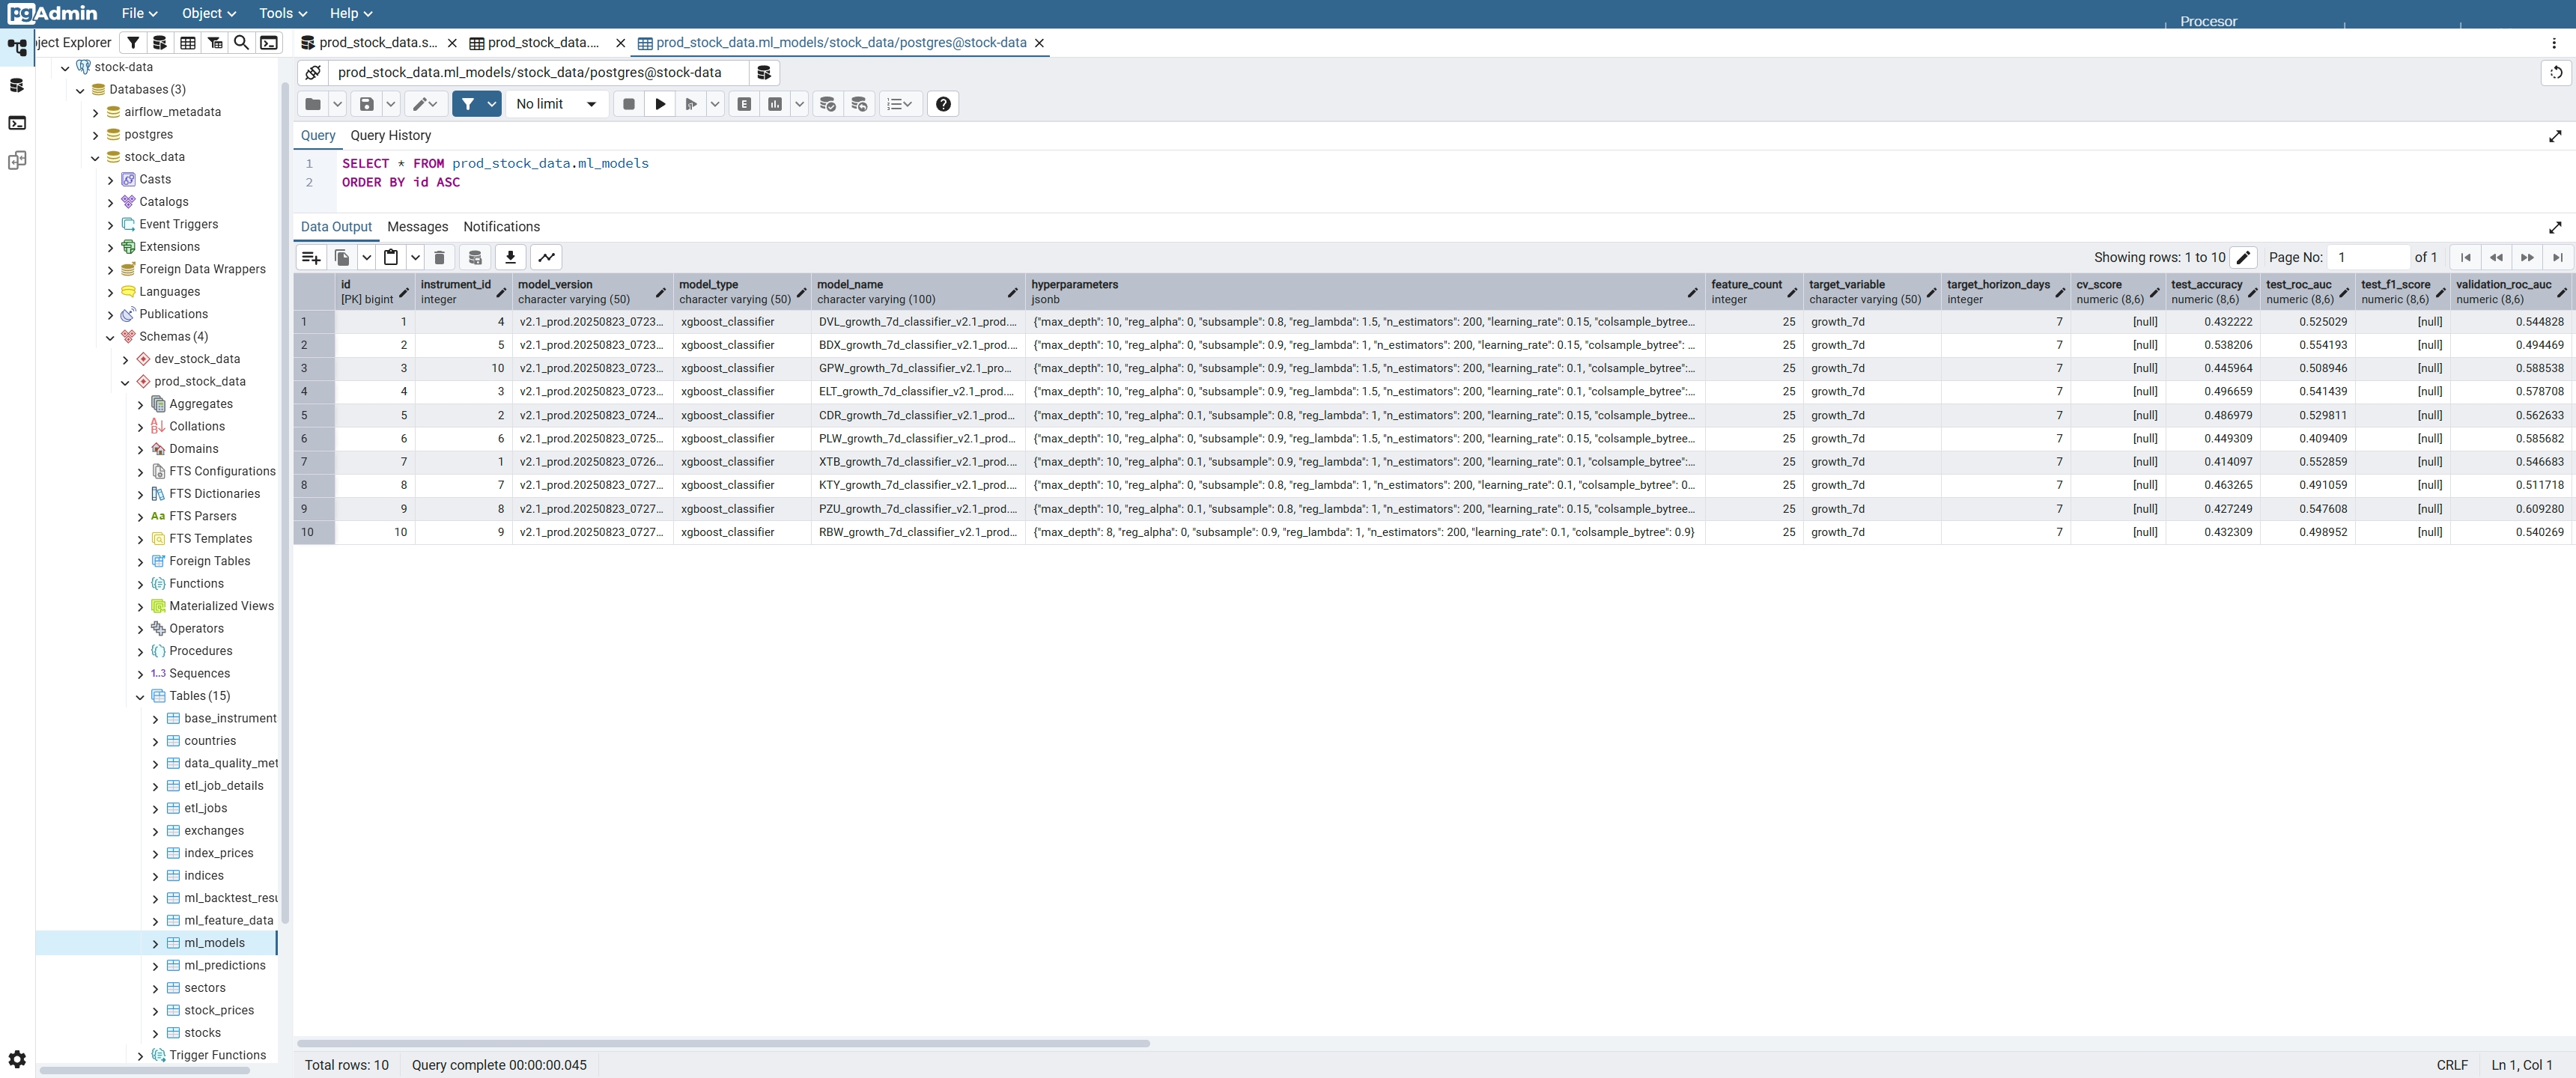 pgAdmin File Object Tools Help
Procesor
ject Explorer
prod_stock_data.s... prod_stock_data.... prod_stock_data.ml_models/stock_data/postgres@stock-data
stock-data
Databases (3)
airflow_metadata
postgres
stock_data
Casts
Catalogs
Event Triggers
Extensions
Foreign Data Wrappers
Languages
Publications
Schemas (4)
dev_stock_data
prod_stock_data
Aggregates
Collations
Domains
FTS Configurations
FTS Dictionaries
Aa FTS Parsers
FTS Templates
Foreign Tables
Functions
Materialized Views
Operators
Procedures
1..3 Sequences
Tables (15)
base_instrument
countries
data_quality_met
etl_job_details
etl_jobs
exchanges
index_prices
indices
ml_backtest_resu
ml_feature_data
ml_models
ml_predictions
sectors
stock_prices
stocks
Trigger Functions
prod_stock_data.ml_models/stock_data/postgres@stock-data
No limit E
Query Query History
1 SELECT * FROM prod_stock_data.ml_models
2 ORDER BY id ASC
Data Output Messages Notifications
Showing rows: 1 to 10 Page No: 1 of 1
id instrument_id model_version model_type model_name hyperparameters feature_count target_variable target_horizon_days cv_score test_accuracy test_roc_auc test_f1_score validation_roc_auc
[PK] bigint integer character varying (50) character varying (50) character varying (100) jsonb integer character varying (50) integer numeric (8,6) numeric (8,6) numeric (8,6) numeric (8,6) numeric (8,6)
1 1 4 v2.1_prod.20250823_0723... xgboost_classifier DVL_growth_7d_classifier_v2.1_prod.... {"max_depth": 10, "reg_alpha": 0, "subsample": 0.8, "reg_lambda": 1.5, "n_estimators": 200, "learning_rate": 0.15, "colsample_bytree... 25 growth_7d 7 [null] 0.432222 0.525029 [null] 0.544828
2 2 5 v2.1_prod.20250823_0723... xgboost_classifier BDX_growth_7d_classifier_v2.1_prod.... {"max_depth": 10, "reg_alpha": 0, "subsample": 0.9, "reg_lambda": 1, "n_estimators": 200, "learning_rate": 0.15, "colsample_bytree": ... 25 growth_7d 7 [null] 0.538206 0.554193 [null] 0.494469
3 3 10 v2.1_prod.20250823_0723... xgboost_classifier GPW_growth_7d_classifier_v2.1_pro... {"max_depth": 10, "reg_alpha": 0, "subsample": 0.9, "reg_lambda": 1.5, "n_estimators": 200, "learning_rate": 0.1, "colsample_bytree":... 25 growth_7d 7 [null] 0.445964 0.508946 [null] 0.588538
4 4 3 v2.1_prod.20250823_0723... xgboost_classifier ELT_growth_7d_classifier_v2.1_prod.... {"max_depth": 10, "reg_alpha": 0, "subsample": 0.9, "reg_lambda": 1.5, "n_estimators": 200, "learning_rate": 0.1, "colsample_bytree":... 25 growth_7d 7 [null] 0.496659 0.541439 [null] 0.578708
5 5 2 v2.1_prod.20250823_0724... xgboost_classifier CDR_growth_7d_classifier_v2.1_prod... {"max_depth": 10, "reg_alpha": 0.1, "subsample": 0.8, "reg_lambda": 1, "n_estimators": 200, "learning_rate": 0.15, "colsample_bytree... 25 growth_7d 7 [null] 0.486979 0.529811 [null] 0.562633
6 6 6 v2.1_prod.20250823_0725... xgboost_classifier PLW_growth_7d_classifier_v2.1_prod... {"max_depth": 10, "reg_alpha": 0, "subsample": 0.9, "reg_lambda": 1.5, "n_estimators": 200, "learning_rate": 0.15, "colsample_bytree... 25 growth_7d 7 [null] 0.449309 0.409409 [null] 0.585682
7 7 1 v2.1_prod.20250823_0726... xgboost_classifier XTB_growth_7d_classifier_v2.1_prod.... {"max_depth": 10, "reg_alpha": 0.1, "subsample": 0.9, "reg_lambda": 1, "n_estimators": 200, "learning_rate": 0.1, "colsample_bytree":... 25 growth_7d 7 [null] 0.414097 0.552859 [null] 0.546683
8 8 7 v2.1_prod.20250823_0727... xgboost_classifier KTY_growth_7d_classifier_v2.1_prod.... {"max_depth": 10, "reg_alpha": 0, "subsample": 0.8, "reg_lambda": 1, "n_estimators": 200, "learning_rate": 0.1, "colsample_bytree": 0... 25 growth_7d 7 [null] 0.463265 0.491059 [null] 0.511718
9 9 8 v2.1_prod.20250823_0727... xgboost_classifier PZU_growth_7d_classifier_v2.1_prod.... {"max_depth": 10, "reg_alpha": 0.1, "subsample": 0.8, "reg_lambda": 1, "n_estimators": 200, "learning_rate": 0.15, "colsample_bytree... 25 growth_7d 7 [null] 0.427249 0.547608 [null] 0.609280
10 10 9 v2.1_prod.20250823_0727... xgboost_classifier RBW_growth_7d_classifier_v2.1_prod... {"max_depth": 8, "reg_alpha": 0, "subsample": 0.9, "reg_lambda": 1, "n_estimators": 200, "learning_rate": 0.1, "colsample_bytree": 0.9} 25 growth_7d 7 [null] 0.432309 0.498952 [null] 0.540269
Total rows: 10 Query complete 00:00:00.045 CRLF Ln 1, Col 1